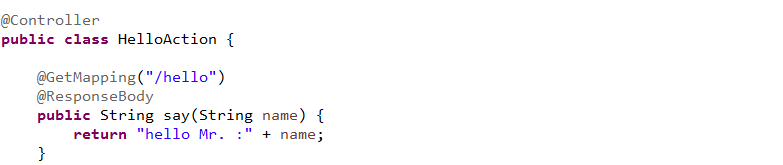 @Controller
public class HelloAction {
@GetMapping("/hello")
@ResponseBody
public String say(String name) {
return "hello Mr. :" + name;
}